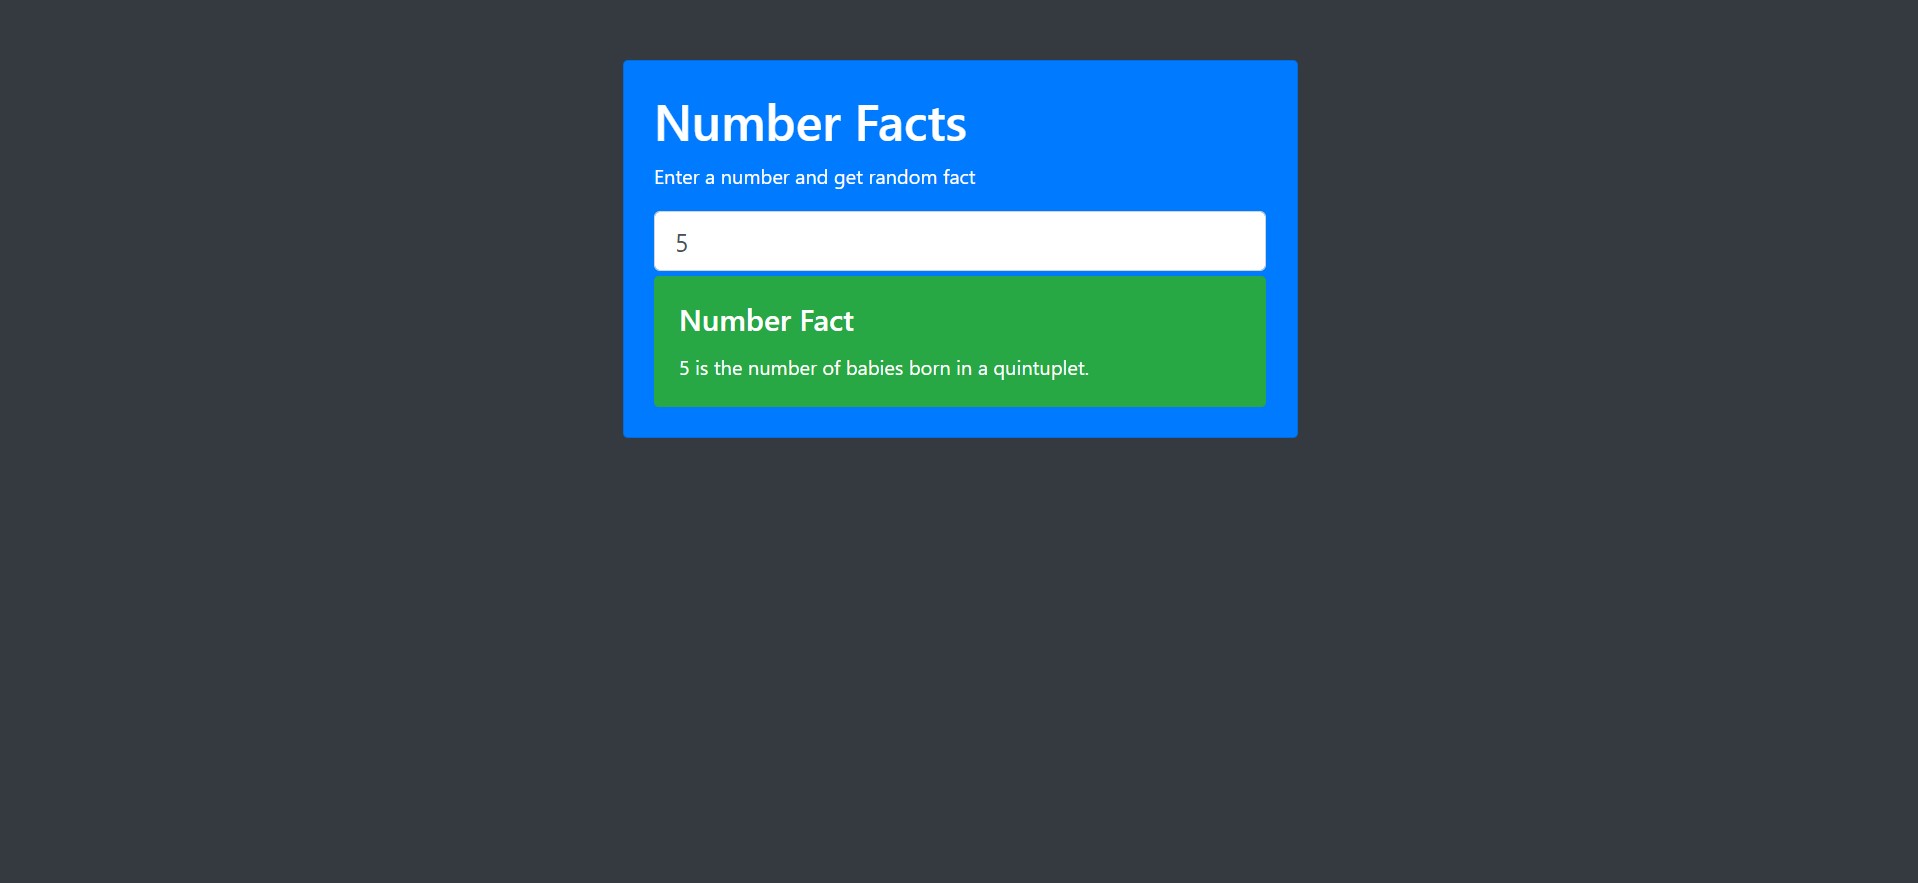 Number Facts
Enter a number and get random fact
5
Number Fact
5 is the number of babies born in a quintuplet.